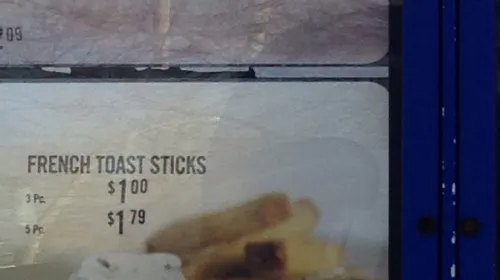 09
FRENCH TOAST STICKS
3 Pc. $1 00
5 Pc. $1 79